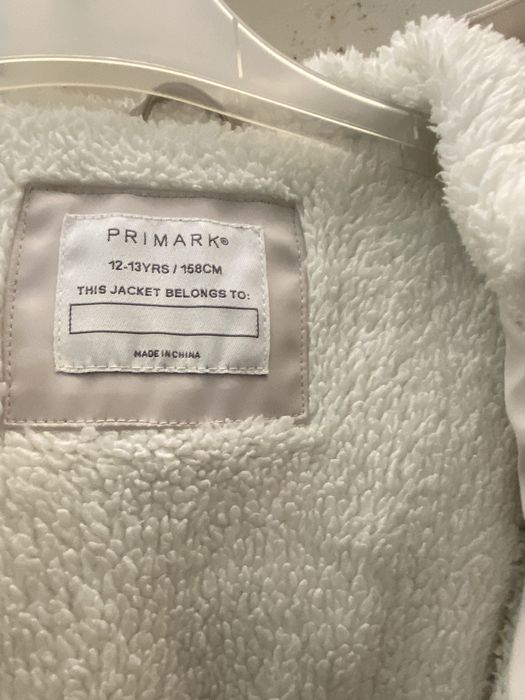 PRIMARK®
12-13YRS / 158CM
THIS JACKET BELONGS TO:
MADE IN CHINA